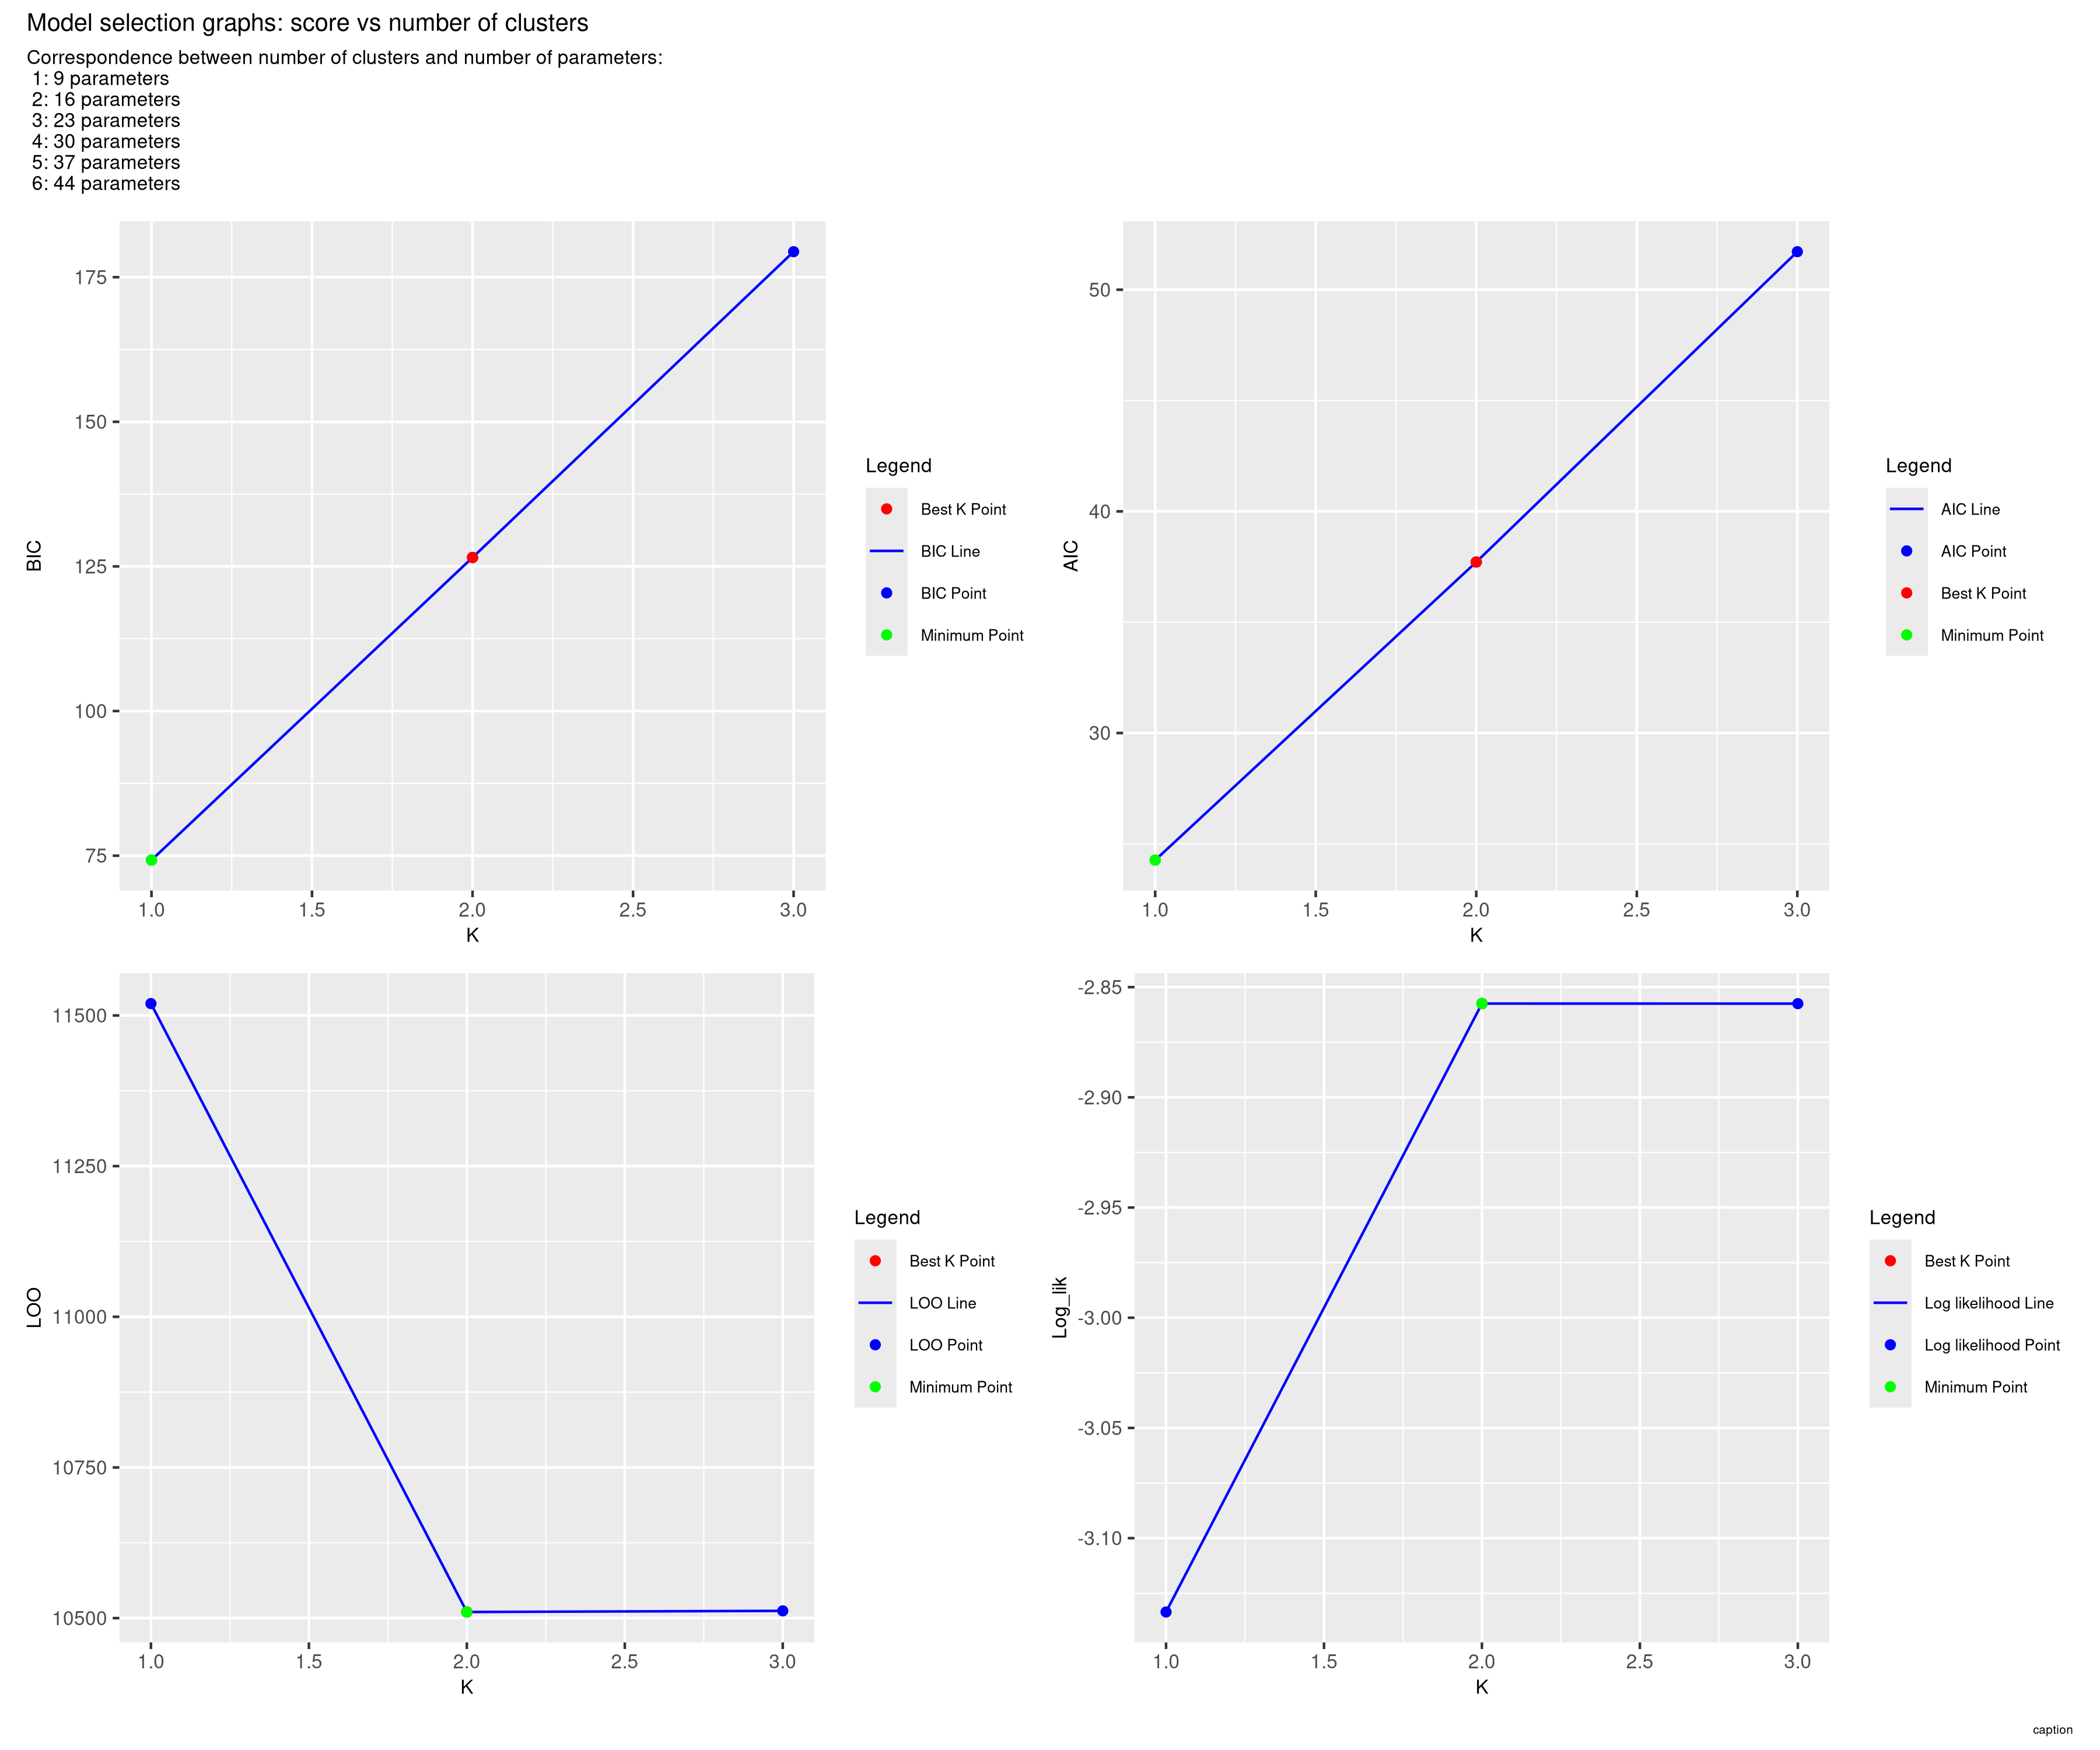 Model selection graphs: score vs number of clusters
Correspondence between number of clusters and number of parameters:
1: 9 parameters
2: 16 parameters
3: 23 parameters
4: 30 parameters
5: 37 parameters
6: 44 parameters
BIC
175
150
125
100
75
1.0 1.5 2.0 2.5 3.0
K
Legend
Best K Point
BIC Line
BIC Point
Minimum Point
AIC
50
40
30
1.0 1.5 2.0 2.5 3.0
K
Legend
AIC Line
AIC Point
Best K Point
Minimum Point
LOO
11500
11250
11000
10750
10500
1.0 1.5 2.0 2.5 3.0
K
Legend
Best K Point
LOO Line
LOO Point
Minimum Point
Log_lik
-2.85
-2.90
-2.95
-3.00
-3.05
-3.10
1.0 1.5 2.0 2.5 3.0
K
Legend
Best K Point
Log likelihood Line
Log likelihood Point
Minimum Point
caption